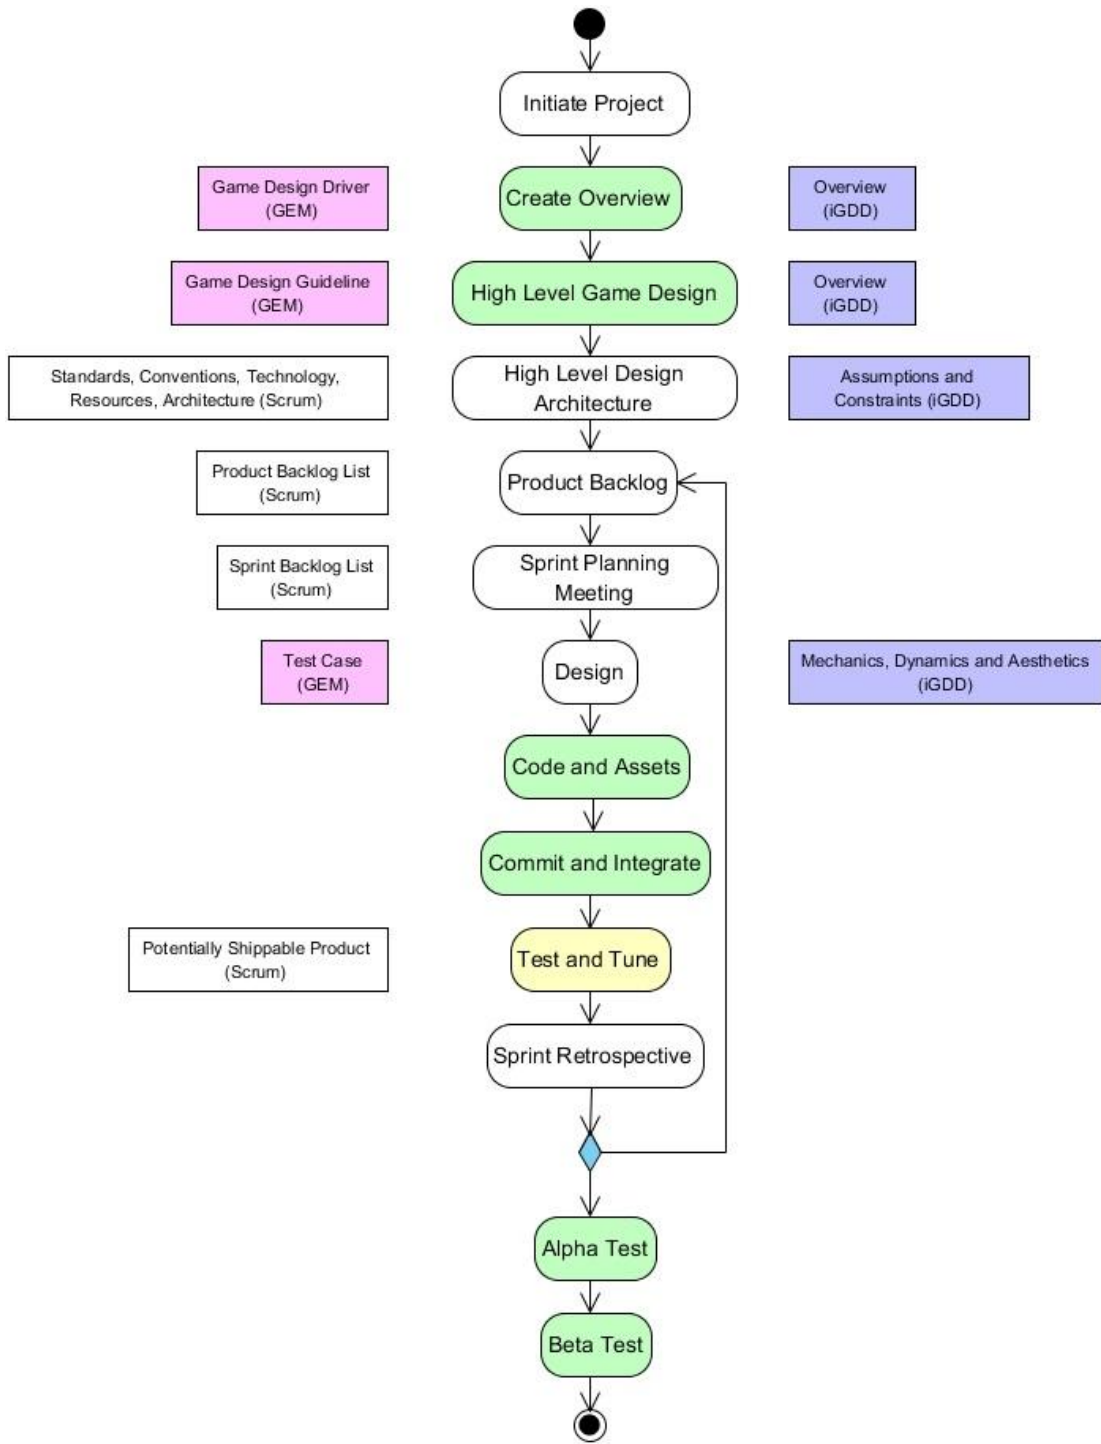 Initiate Project
Game Design Driver
(GEM)
Create Overview
Overview
(iGDD)
Game Design Guideline
(GEM)
High Level Game Design
Overview
(iGDD)
Standards, Conventions, Technology,
Resources, Architecture (Scrum)
High Level Design
Architecture
Assumptions and
Constraints (iGDD)
Product Backlog List
(Scrum)
Product Backlog
Sprint Backlog List
(Scrum)
Sprint Planning
Meeting
Test Case
(GEM)
Design
Mechanics, Dynamics and Aesthetics
(iGDD)
Code and Assets
Commit and Integrate
Potentially Shippable Product
(Scrum)
Test and Tune
Sprint Retrospective
Alpha Test
Beta Test